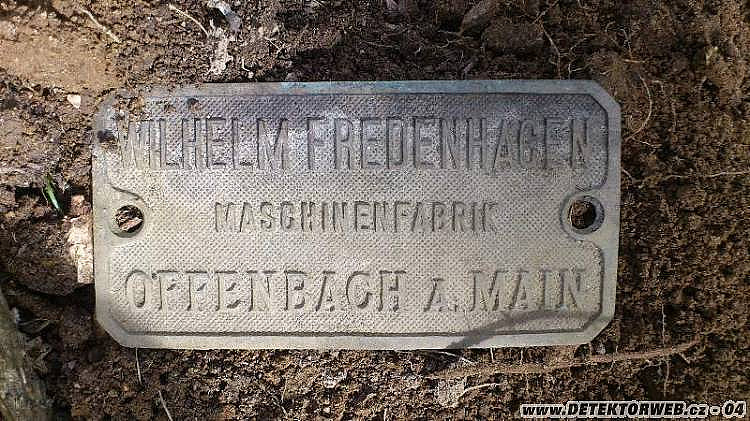 WILHELM FREDENHAGEN
MASCHINENFABRIK
OFFENBACH A. MAIN
www.DETEKTORWEB.cz - 04